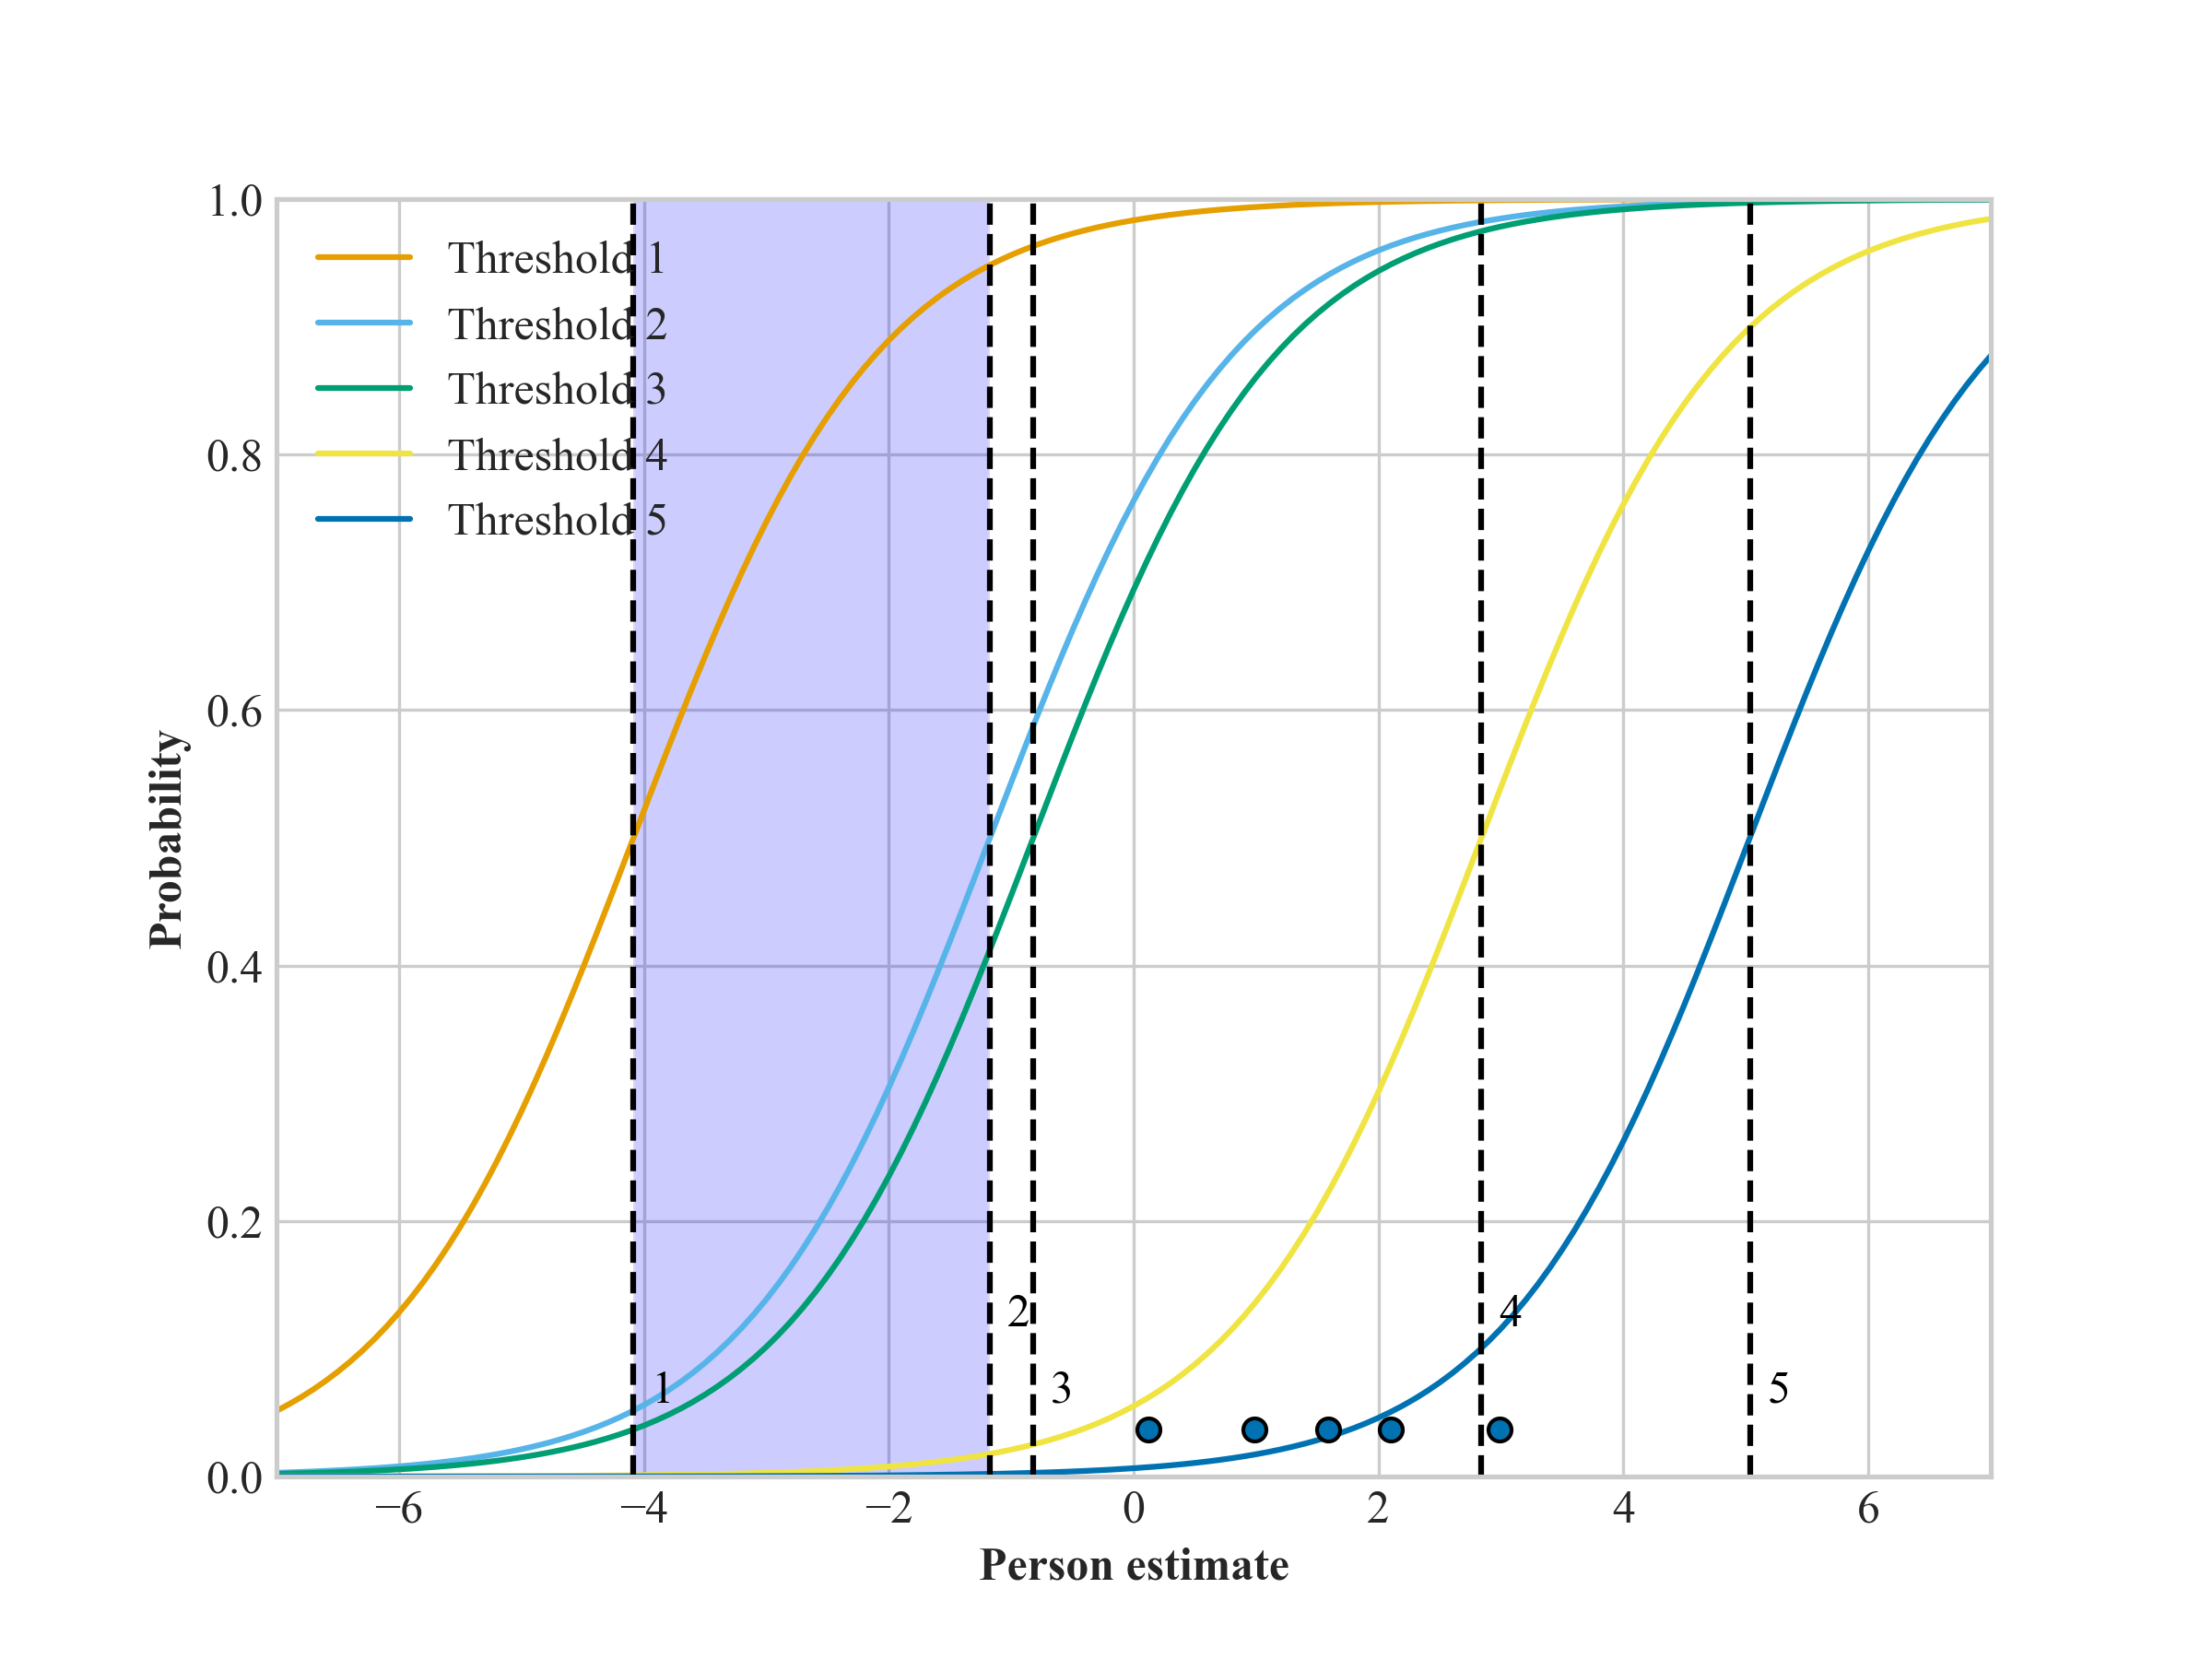 1.0
0.8
0.6
0.4
0.2
0.0
Probability
Threshold 1
Threshold 2
Threshold 3
Threshold 4
Threshold 5
1
2
3
4
5
−6
−4
−2
0
2
4
6
Person estimate